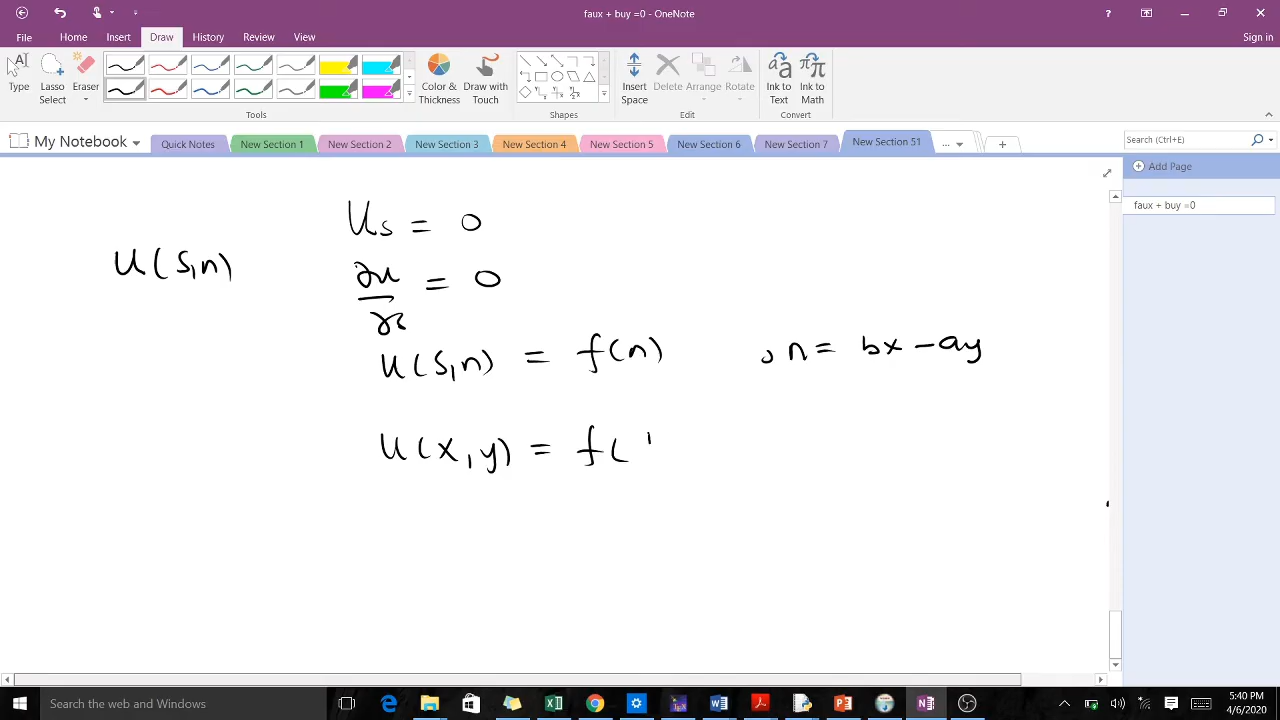 faux + buy =0 - OneNote
File Home Insert Draw History Review View
Sign in
Type
Lasso Select
Eraser
Color & Thickness
Draw with Touch
Insert Space
Delete Arrange Rotate
Ink to Text
Ink to Math
Tools Shapes Edit Convert
My Notebook Quick Notes New Section 1 New Section 2 New Section 3 New Section 4 New Section 5 New Section 6 New Section 7 New Section 51 ...
Search (Ctrl+E)
Add Page
faux + buy =0
Us = 0
u(s,n)
∂u/∂s = 0
u(s,n) = f(n) , n = bx - ay
u(x,y) = f(
Search the web and Windows
5:40 PM
4/6/2020